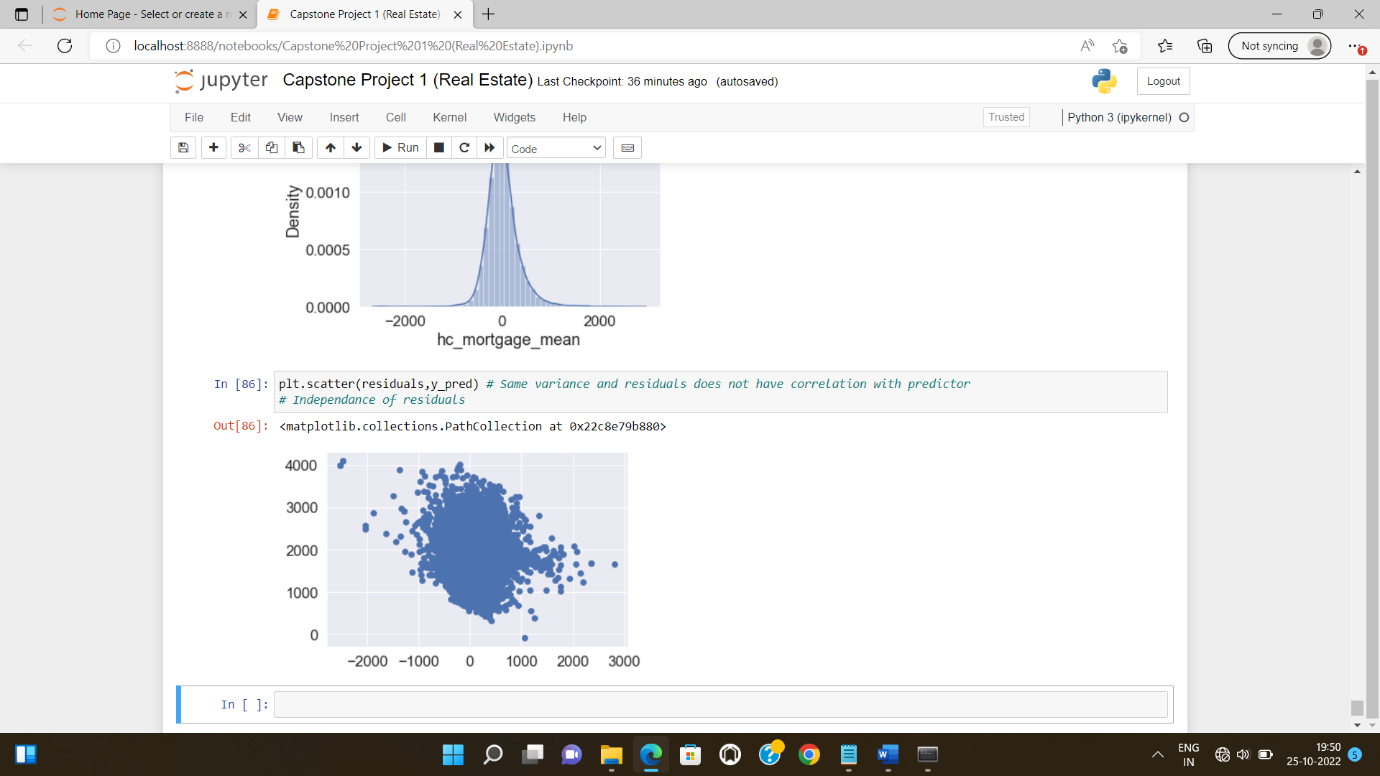 Home Page - Select or create a n
Capstone Project 1 (Real Estate)
localhost:8888/notebooks/Capstone%20Project%201%20(Real%20Estate).ipynb
Not syncing
jupyter Capstone Project 1 (Real Estate) Last Checkpoint: 36 minutes ago (autosaved)
Logout
File Edit View Insert Cell Kernel Widgets Help
Trusted
Python 3 (ipykernel)
Run
Code
Density
0.0010
0.0005
0.0000
−2000 0 2000
hc_mortgage_mean
In [86]: plt.scatter(residuals,y_pred) # Same variance and residuals does not have correlation with predictor
# Independance of residuals
Out[86]: <matplotlib.collections.PathCollection at 0x22c8e79b880>
4000
3000
2000
1000
0
−2000 −1000 0 1000 2000 3000
In [ ]:
ENG
IN
19:50
25-10-2022
5